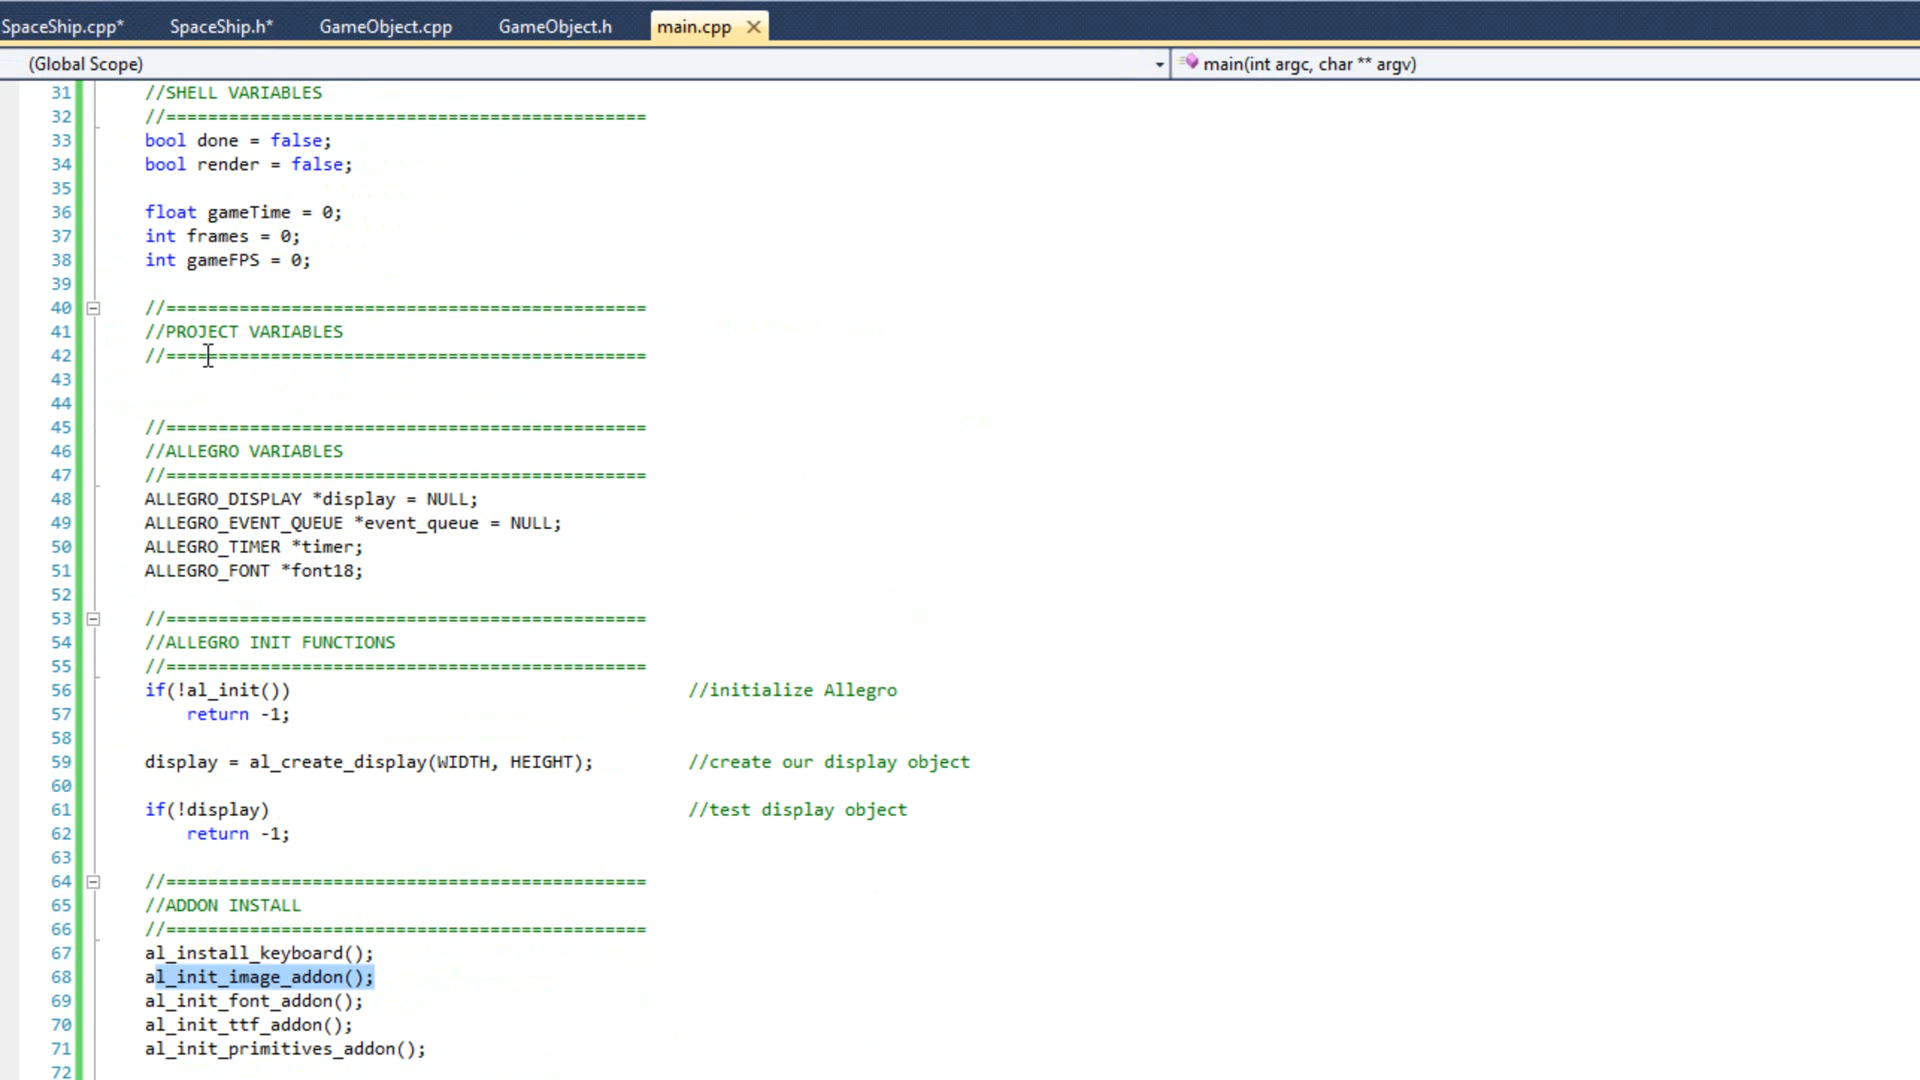 SpaceShip.cpp* SpaceShip.h* GameObject.cpp GameObject.h main.cpp
(Global Scope) main(int argc, char ** argv)
31 //SHELL VARIABLES
32 //==============================================
33 bool done = false;
34 bool render = false;
35
36 float gameTime = 0;
37 int frames = 0;
38 int gameFPS = 0;
39
40 //==============================================
41 //PROJECT VARIABLES
42 //==============================================
43
44
45 //==============================================
46 //ALLEGRO VARIABLES
47 //==============================================
48 ALLEGRO_DISPLAY *display = NULL;
49 ALLEGRO_EVENT_QUEUE *event_queue = NULL;
50 ALLEGRO_TIMER *timer;
51 ALLEGRO_FONT *font18;
52
53 //==============================================
54 //ALLEGRO INIT FUNCTIONS
55 //==============================================
56 if(!al_init()) //initialize Allegro
57 return -1;
58
59 display = al_create_display(WIDTH, HEIGHT); //create our display object
60
61 if(!display) //test display object
62 return -1;
63
64 //==============================================
65 //ADDON INSTALL
66 //==============================================
67 al_install_keyboard();
68 al_init_image_addon();
69 al_init_font_addon();
70 al_init_ttf_addon();
71 al_init_primitives_addon();
72